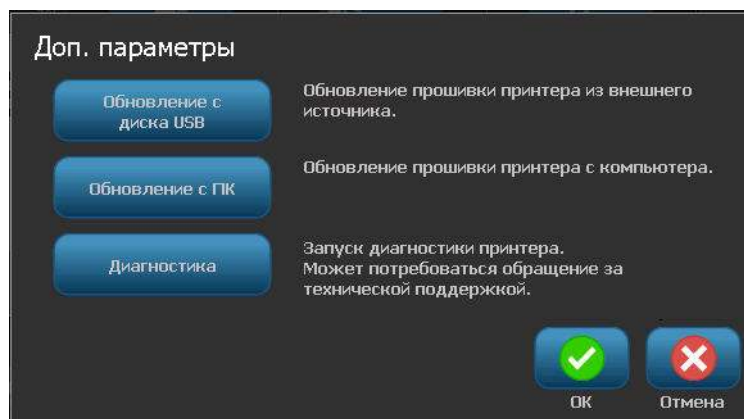 Доп. параметры
Обновление с
диска USB
Обновление прошивки принтера из внешнего
источника.
Обновление с ПК
Обновление прошивки принтера с компьютера.
Диагностика
Запуск диагностики принтера.
Может потребоваться обращение за
технической поддержкой.
ОК
Отмена